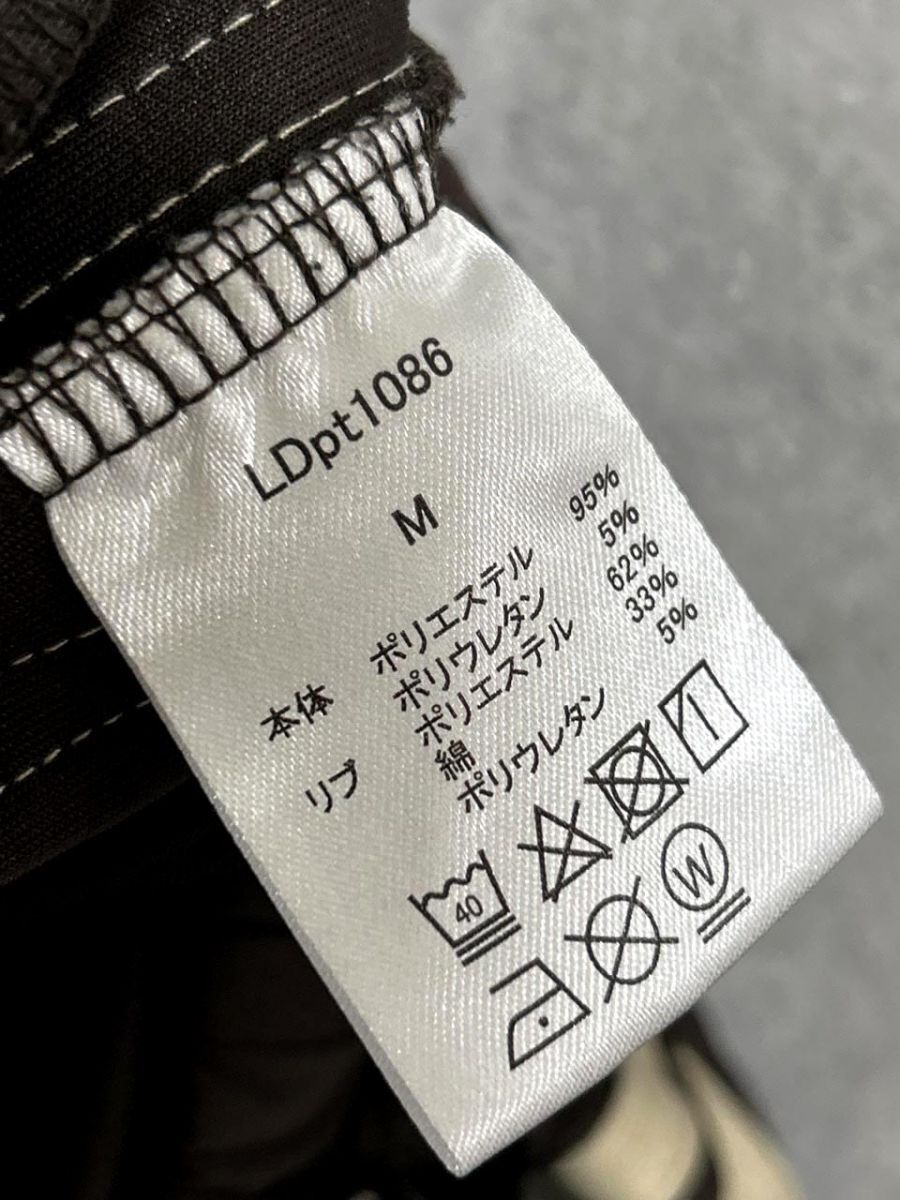 LDpt1086
M
本体 ポリエステル 95%
ポリウレタン 5%
リブ ポリエステル 62%
綿 33%
ポリウレタン 5%
40
W